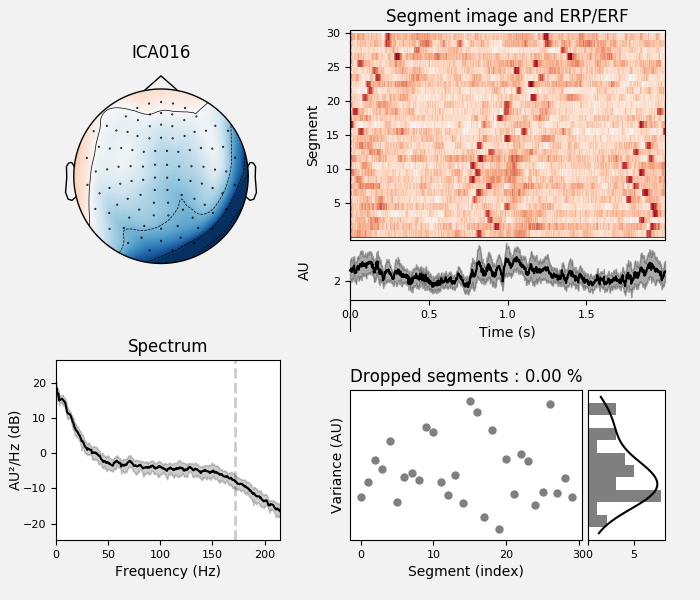 ICA016
Segment image and ERP/ERF
Segment
30
25
20
15
10
5
AU
2
0.0 0.5 1.0 1.5
Time (s)
Spectrum
AU²/Hz (dB)
20
10
0
−10
−20
0 50 100 150 200
Frequency (Hz)
Dropped segments : 0.00 %
Variance (AU)
0 10 20 30
Segment (index)
0 5